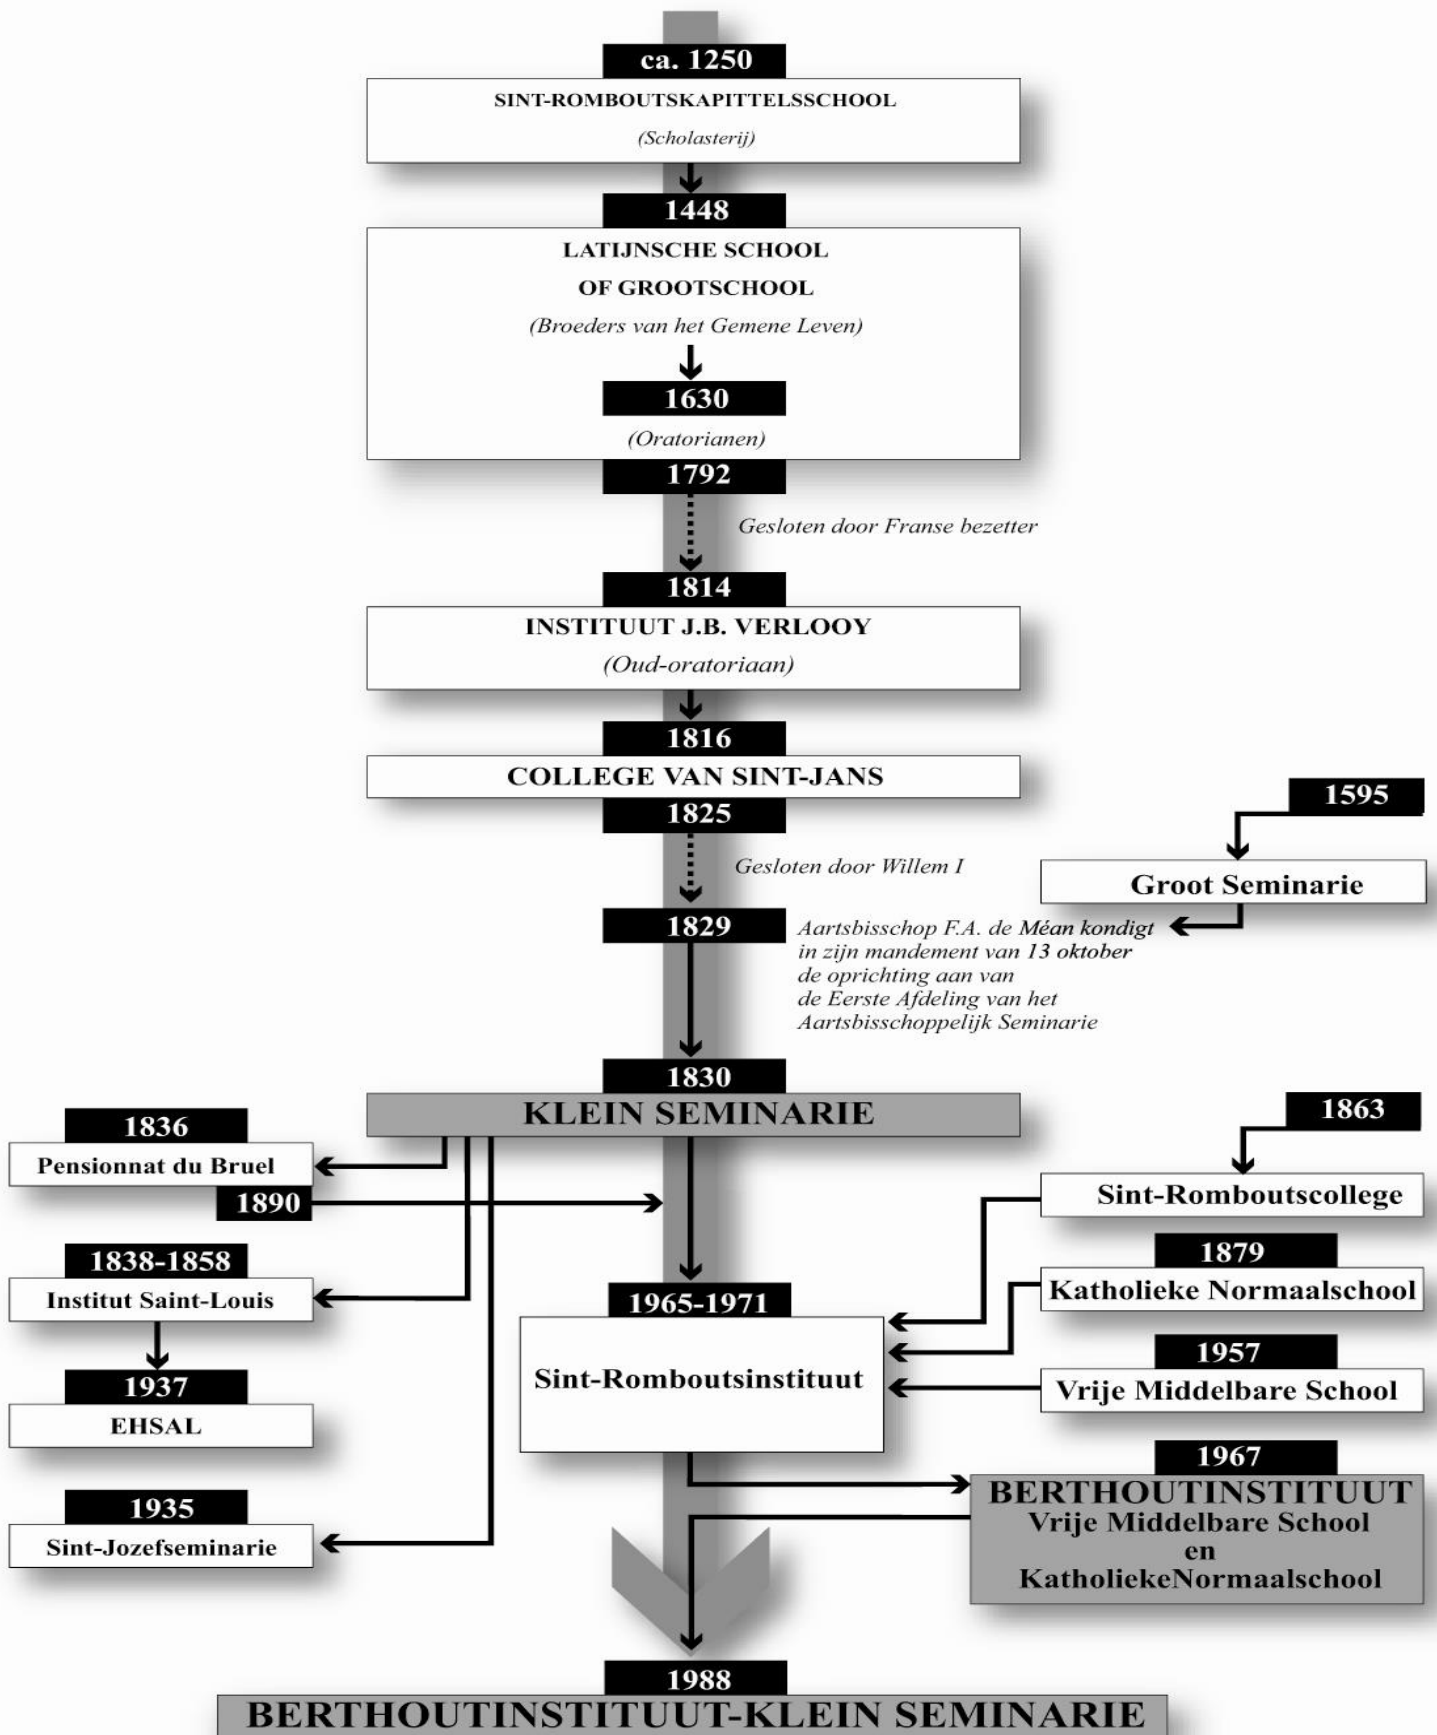 ca. 1250
SINT-ROMBOUTSKAPITTELSSCHOOL
(Scholasterij)
1448
LATIJNSCHE SCHOOL
OF GROOTSCHOOL
(Broeders van het Gemene Leven)
1630
(Oratorianen)
1792
Gesloten door Franse bezetter
1814
INSTITUUT J.B. VERLOOY
(Oud-oratoriaan)
1816
COLLEGE VAN SINT-JANS
1825
Gesloten door Willem I
1595
Groot Seminarie
1829
Aartsbisschop F.A. de Méan kondigt
in zijn mandement van 13 oktober
de oprichting aan van
de Eerste Afdeling van het
Aartsbisschoppelijk Seminarie
1830
KLEIN SEMINARIE
1836
Pensionnat du Bruel
1890
1838-1858
Institut Saint-Louis
1937
EHSAL
1935
Sint-Jozefseminarie
1863
Sint-Romboutscollege
1879
Katholieke Normaalschool
1957
Vrije Middelbare School
1965-1971
Sint-Romboutsinstituut
1967
BERTHOUTINSTITUUT
Vrije Middelbare School
en
KatholiekeNormaalschool
1988
BERTHOUTINSTITUUT-KLEIN SEMINARIE